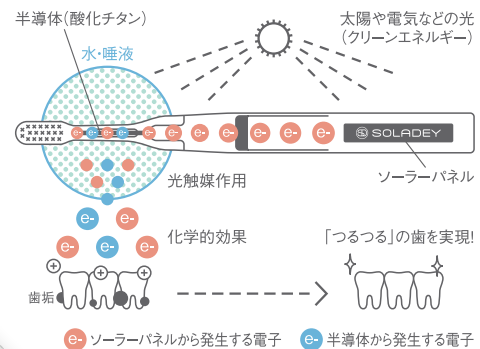 半導体(酸化チタン)
太陽や電気などの光
(クリーンエネルギー)
水・唾液
e- e- e- e- e- e- e- e- e- e- e-
SOLADEY
ソーラーパネル
光触媒作用
e- e-
化学的効果
e- e- e-
「つるつる」の歯を実現!
歯垢
e- ソーラーパネルから発生する電子
e- 半導体から発生する電子